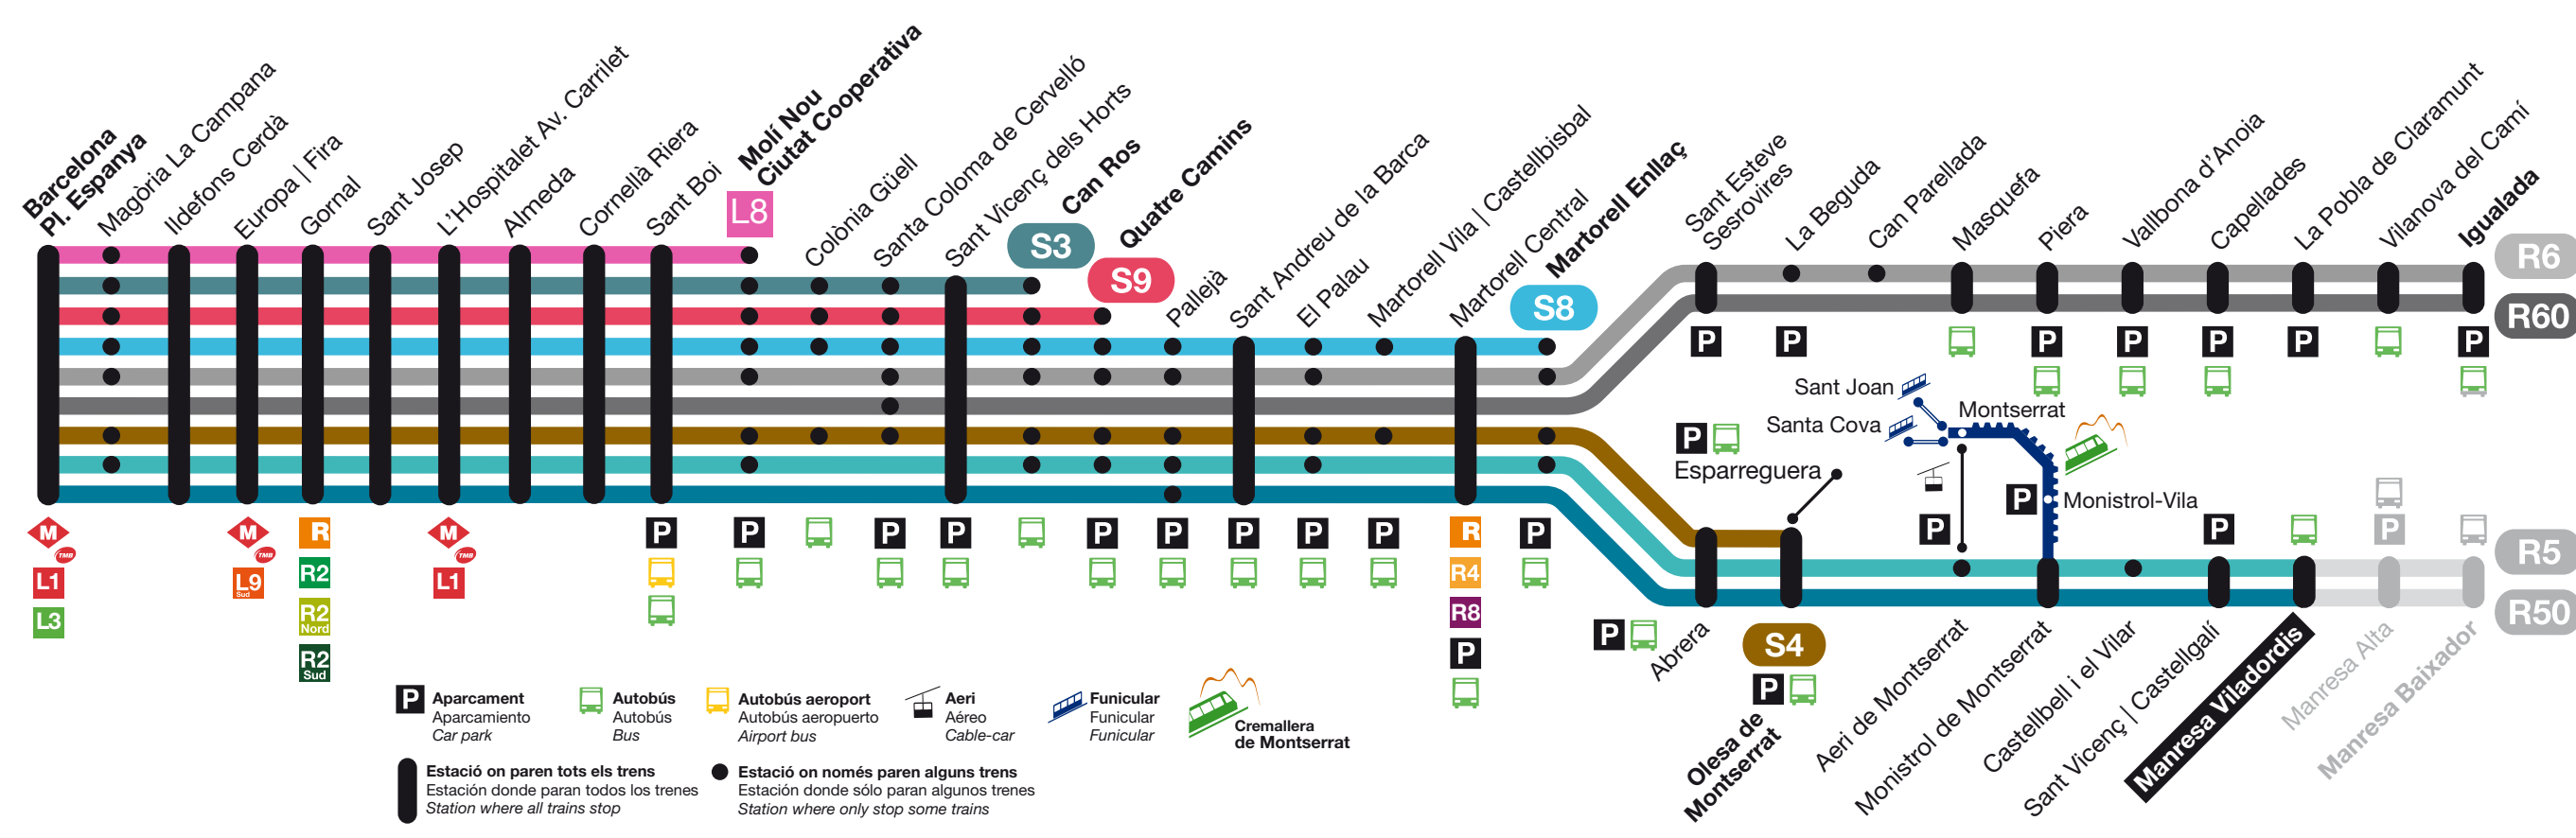 Barcelona
Pl. Espanya
Magòria La Campana
Ildefons Cerdà
Europa | Fira
Gornal
Sant Josep
L'Hospitalet Av. Carrilet
Almeda
Cornellà Riera
Sant Boi
Molí Nou
Ciutat Cooperativa
L8
Colònia Güell
Santa Coloma de Cervelló
Sant Vicenç dels Horts
Can Ros
S3
Quatre Camins
S9
Pallejà
Sant Andreu de la Barca
El Palau
Martorell Vila | Castellbisbal
Martorell Central
Martorell Enllaç
S8
Sant Esteve
Sesrovires
La Beguda
Can Parellada
Masquefa
Piera
Vallbona d'Anoia
Capellades
La Pobla de Claramunt
Vilanova del Camí
Igualada
R6
R60
P
P
P
P
P
P
P
Sant Joan
Santa Cova
Montserrat
P
Esparreguera
P
P
Monistrol-Vila
P
P
R5
R50
M
TMB
L1
L3
M
TMB
L9
Sud
R
R2
R2
Nord
R2
Sud
M
TMB
L1
P
P
P
P
P
P
P
P
P
R
R4
R8
P
P
P
Abrera
S4
P
Olesa de
Montserrat
Aeri de Montserrat
Monistrol de Montserrat
Castellbell i el Vilar
Sant Vicenç | Castellgalí
Manresa Viladordis
Manresa Alta
Manresa Baixador
P
Aparcament
Aparcamiento
Car park
Autobús
Autobús
Bus
Autobús aeroport
Autobús aeropuerto
Airport bus
Aeri
Aéreo
Cable-car
Funicular
Funicular
Funicular
Cremallera
de Montserrat
Estació on paren tots els trens
Estación donde paran todos los trenes
Station where all trains stop
Estació on només paren alguns trens
Estación donde sólo paran algunos trenes
Station where only stop some trains